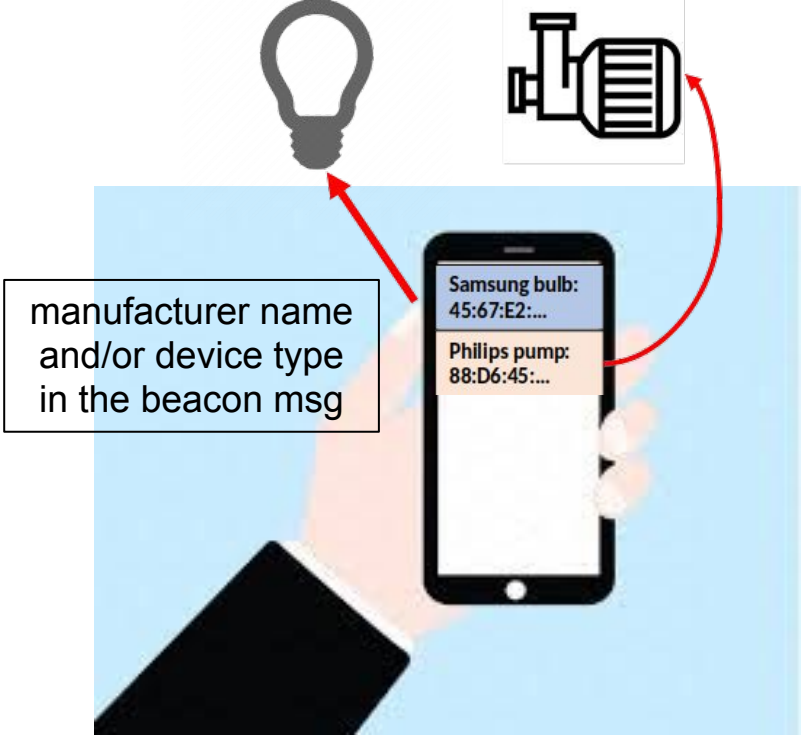 manufacturer name
and/or device type
in the beacon msg
Samsung bulb:
45:67:E2:...
Philips pump:
88:D6:45:...